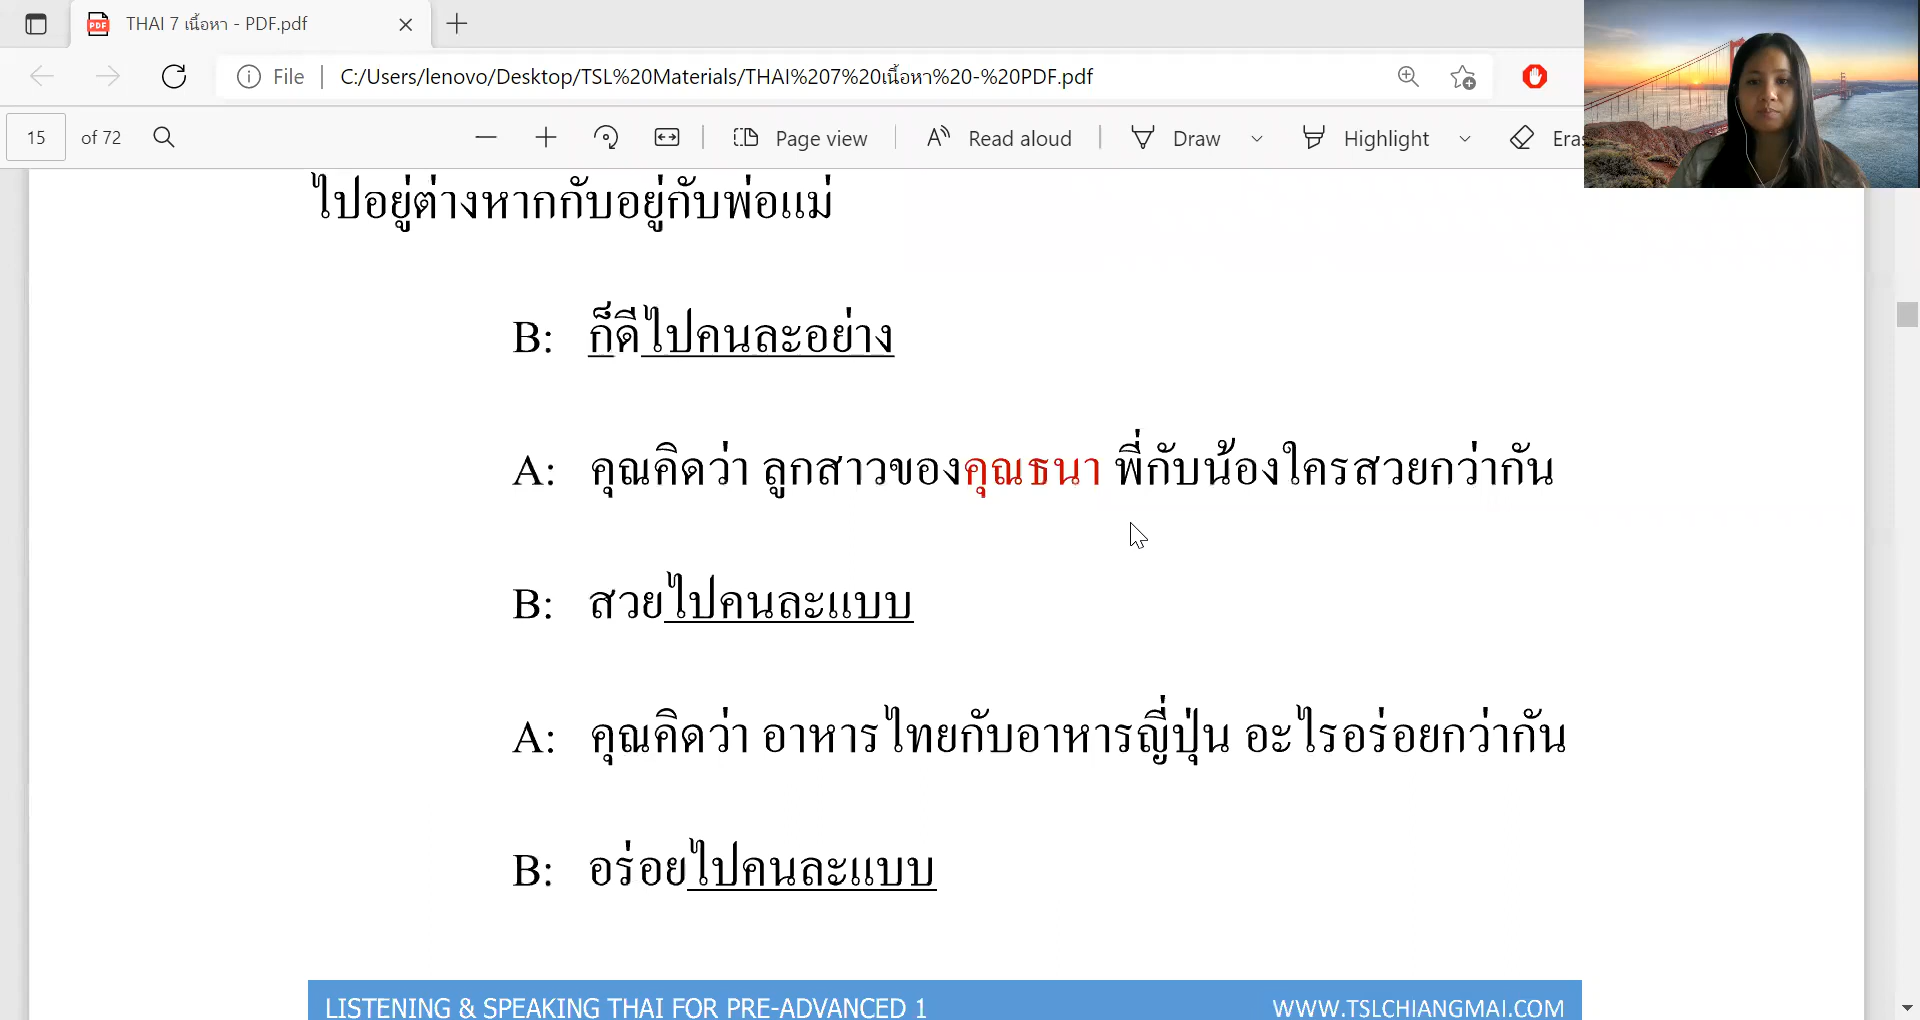 THAI 7 เนื้อหา - PDF.pdf
File
C:/Users/lenovo/Desktop/TSL%20Materials/THAI%207%20เนื้อหา%20-%20PDF.pdf
15 of 72
Page view
Read aloud
Draw
Highlight
Eras
ไปอยู่ต่างหากกับอยู่กับพ่อแม่
B: ก็ดีไปคนละอย่าง
A: คุณคิดว่า ลูกสาวของคุณธนา พี่กับน้องใครสวยกว่ากัน
B: สวยไปคนละแบบ
A: คุณคิดว่า อาหารไทยกับอาหารญี่ปุ่น อะไรอร่อยกว่ากัน
B: อร่อยไปคนละแบบ
LISTENING & SPEAKING THAI FOR PRE-ADVANCED 1
WWW.TSLCHIANGMAI.COM